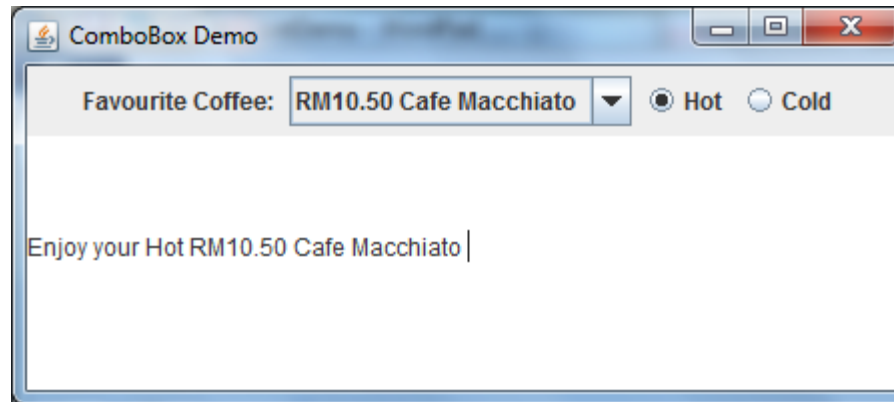 ComboBox Demo
Favourite Coffee: RM10.50 Cafe Macchiato Hot Cold
Enjoy your Hot RM10.50 Cafe Macchiato